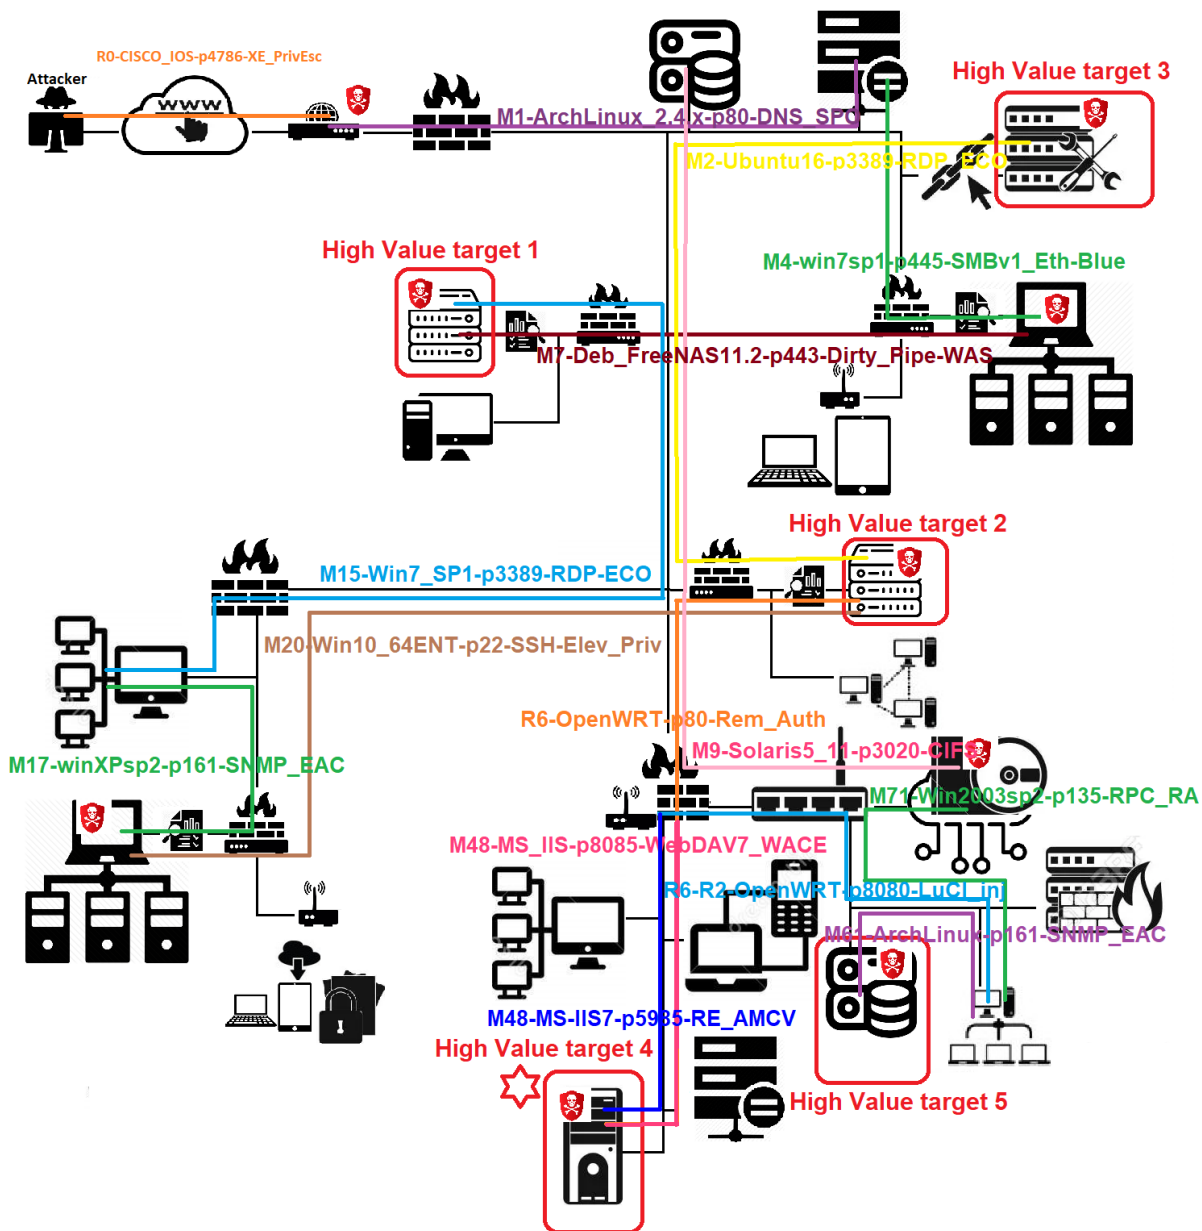 R0-CISCO_IOS-p4786-XE_PrivEsc
Attacker
WWW
High Value target 3
M1-ArchLinux_2.4.x-p80-DNS_SPO
M2-Ubuntu16-p3389-RDP_ECO
High Value target 1
M4-win7sp1-p445-SMBv1_Eth-Blue
M7-Deb_FreeNAS11.2-p443-Dirty_Pipe-WAS
High Value target 2
M15-Win7_SP1-p3389-RDP-ECO
M20-Win10_64ENT-p22-SSH-Elev_Priv
R6-OpenWRT-p80-Rem_Auth
M9-Solaris5_11-p3020-CIFS
M17-winXPsp2-p161-SNMP_EAC
M71-Win2003sp2-p135-RPC_RA
M48-MS_IIS-p8085-WebDAV7_WACE
R6-R2-OpenWRT-p8080-LuCI_inj
M61-ArchLinux-p161-SNMP_EAC
M48-MS-IIS7-p5985-RE_AMCV
High Value target 4
High Value target 5